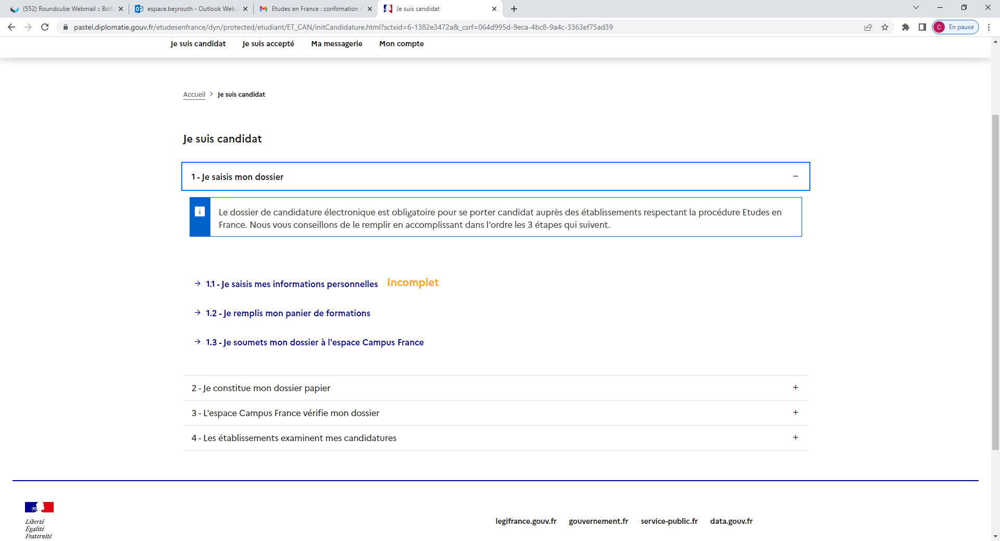 (552) Roundcube Webmail :: Boît
espace.beyrouth - Outlook Web
Etudes en France : confirmation
Je suis candidat
pastel.diplomatie.gouv.fr/etudesenfrance/dyn/protected/etudiant/ET_CAN/initCandidature.html?sctxid=6-1382e3472a&_csrf=064d995d-9eca-4bc8-9a4c-3363ef75ad39
C En pause
Je suis candidat Je suis accepté Ma messagerie Mon compte
Accueil > Je suis candidat
Je suis candidat
1 - Je saisis mon dossier
Le dossier de candidature électronique est obligatoire pour se porter candidat auprès des établissements respectant la procédure Etudes en
France. Nous vous conseillons de le remplir en accomplissant dans l'ordre les 3 étapes qui suivent.
1.1 - Je saisis mes informations personnelles Incomplet
1.2 - Je remplis mon panier de formations
1.3 - Je soumets mon dossier à l'espace Campus France
2 - Je constitue mon dossier papier
3 - L'espace Campus France vérifie mon dossier
4 - Les établissements examinent mes candidatures
Liberté
Égalité
Fraternité
legifrance.gouv.fr gouvernement.fr service-public.fr data.gouv.fr